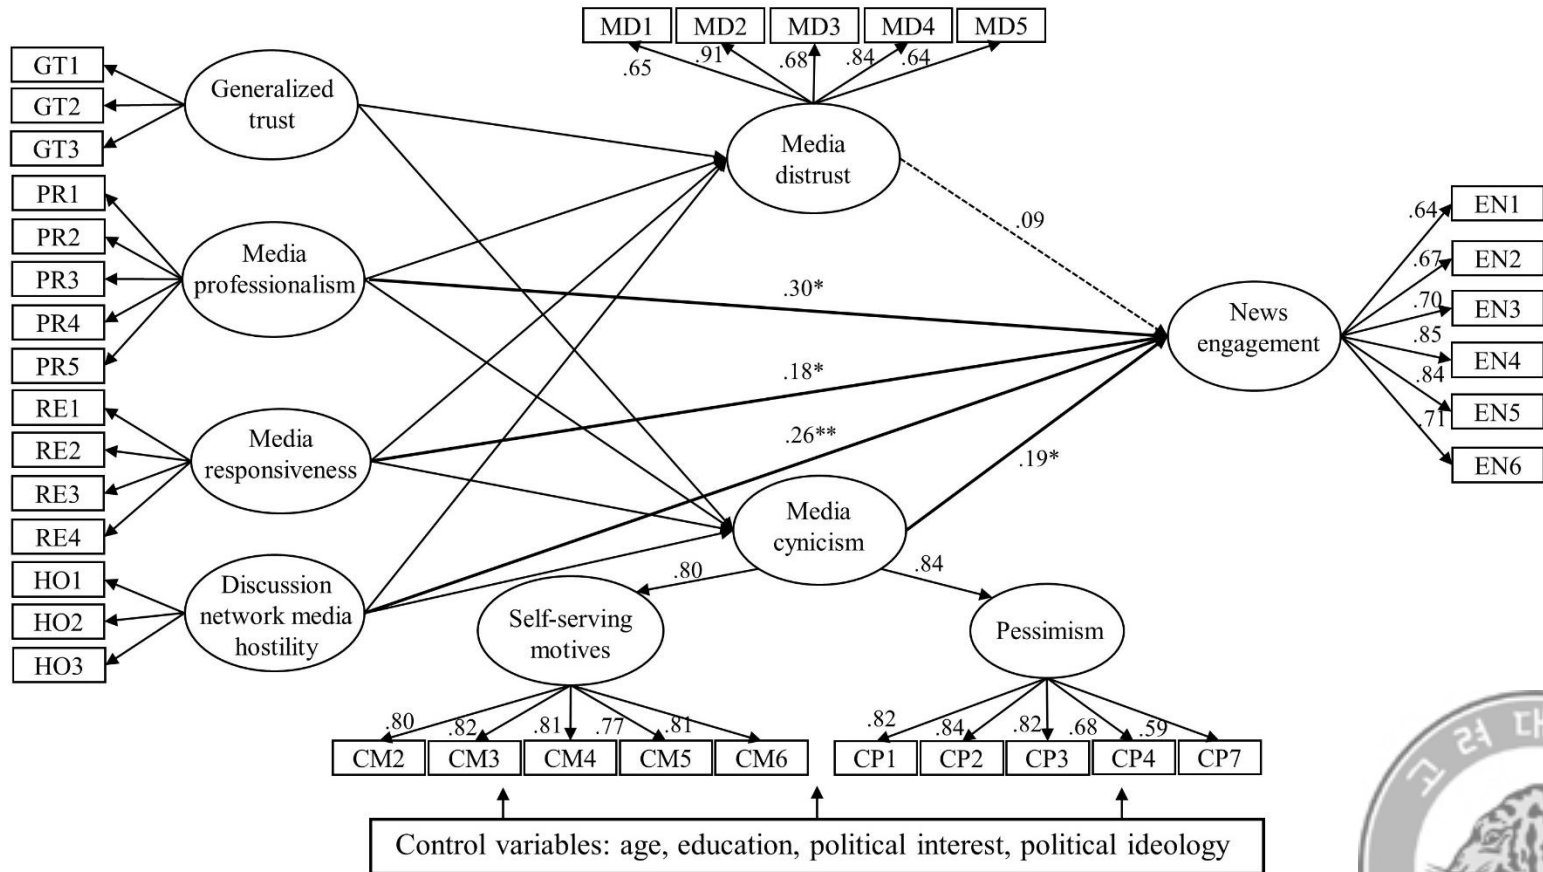 MD1
MD2
MD3
MD4
MD5
.65
.91
.68
.84
.64
GT1
GT2
GT3
Generalized
trust
Media
distrust
PR1
PR2
PR3
PR4
PR5
Media
professionalism
.09
.30*
.18*
.26**
.19*
News
engagement
.64
.67
.70
.85
.84
.71
EN1
EN2
EN3
EN4
EN5
EN6
RE1
RE2
RE3
RE4
Media
responsiveness
Media
cynicism
HO1
HO2
HO3
Discussion
network media
hostility
.80
.84
Self-serving
motives
Pessimism
.80
.82
.81
.77
.81
CM2
CM3
CM4
CM5
CM6
.82
.84
.82
.68
.59
CP1
CP2
CP3
CP4
CP7
Control variables: age, education, political interest, political ideology
고려대